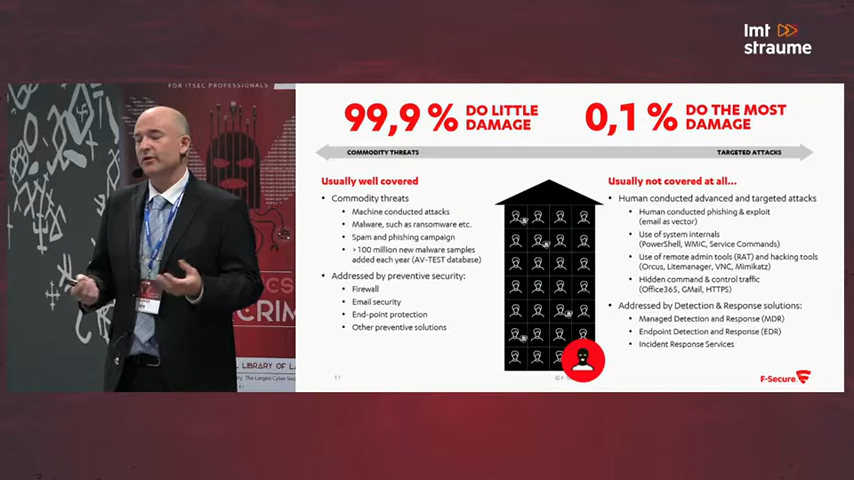 lmt
straume
FOR ITSEC PROFESSIONALS
CRIM
LIBRARY OF
The Largest Cyber
99,9 % DO LITTLE
DAMAGE
0,1 % DO THE MOST
DAMAGE
COMMODITY THREATS
TARGETED ATTACKS
Usually well covered
• Commodity threats
• Machine conducted attacks
• Malware, such as ransomware etc.
• Spam and phishing campaign
• >100 million new malware samples
added each year (AV-TEST database)
• Addressed by preventive security:
• Firewall
• Email security
• End-point protection
• Other preventive solutions
Usually not covered at all...
• Human conducted advanced and targeted attacks
• Human conducted phishing & exploit
(email as vector)
• Use of system internals
(PowerShell, WMIC, Service Commands)
• Use of remote admin tools (RAT) and hacking tools
(Orcus, Litemanager, VNC, Mimikatz)
• Hidden command & control traffic
(Office365, GMail, HTTPS)
• Addressed by Detection & Response solutions:
• Managed Detection and Response (MDR)
• Endpoint Detection and Response (EDR)
• Incident Response Services
11
F-Secure